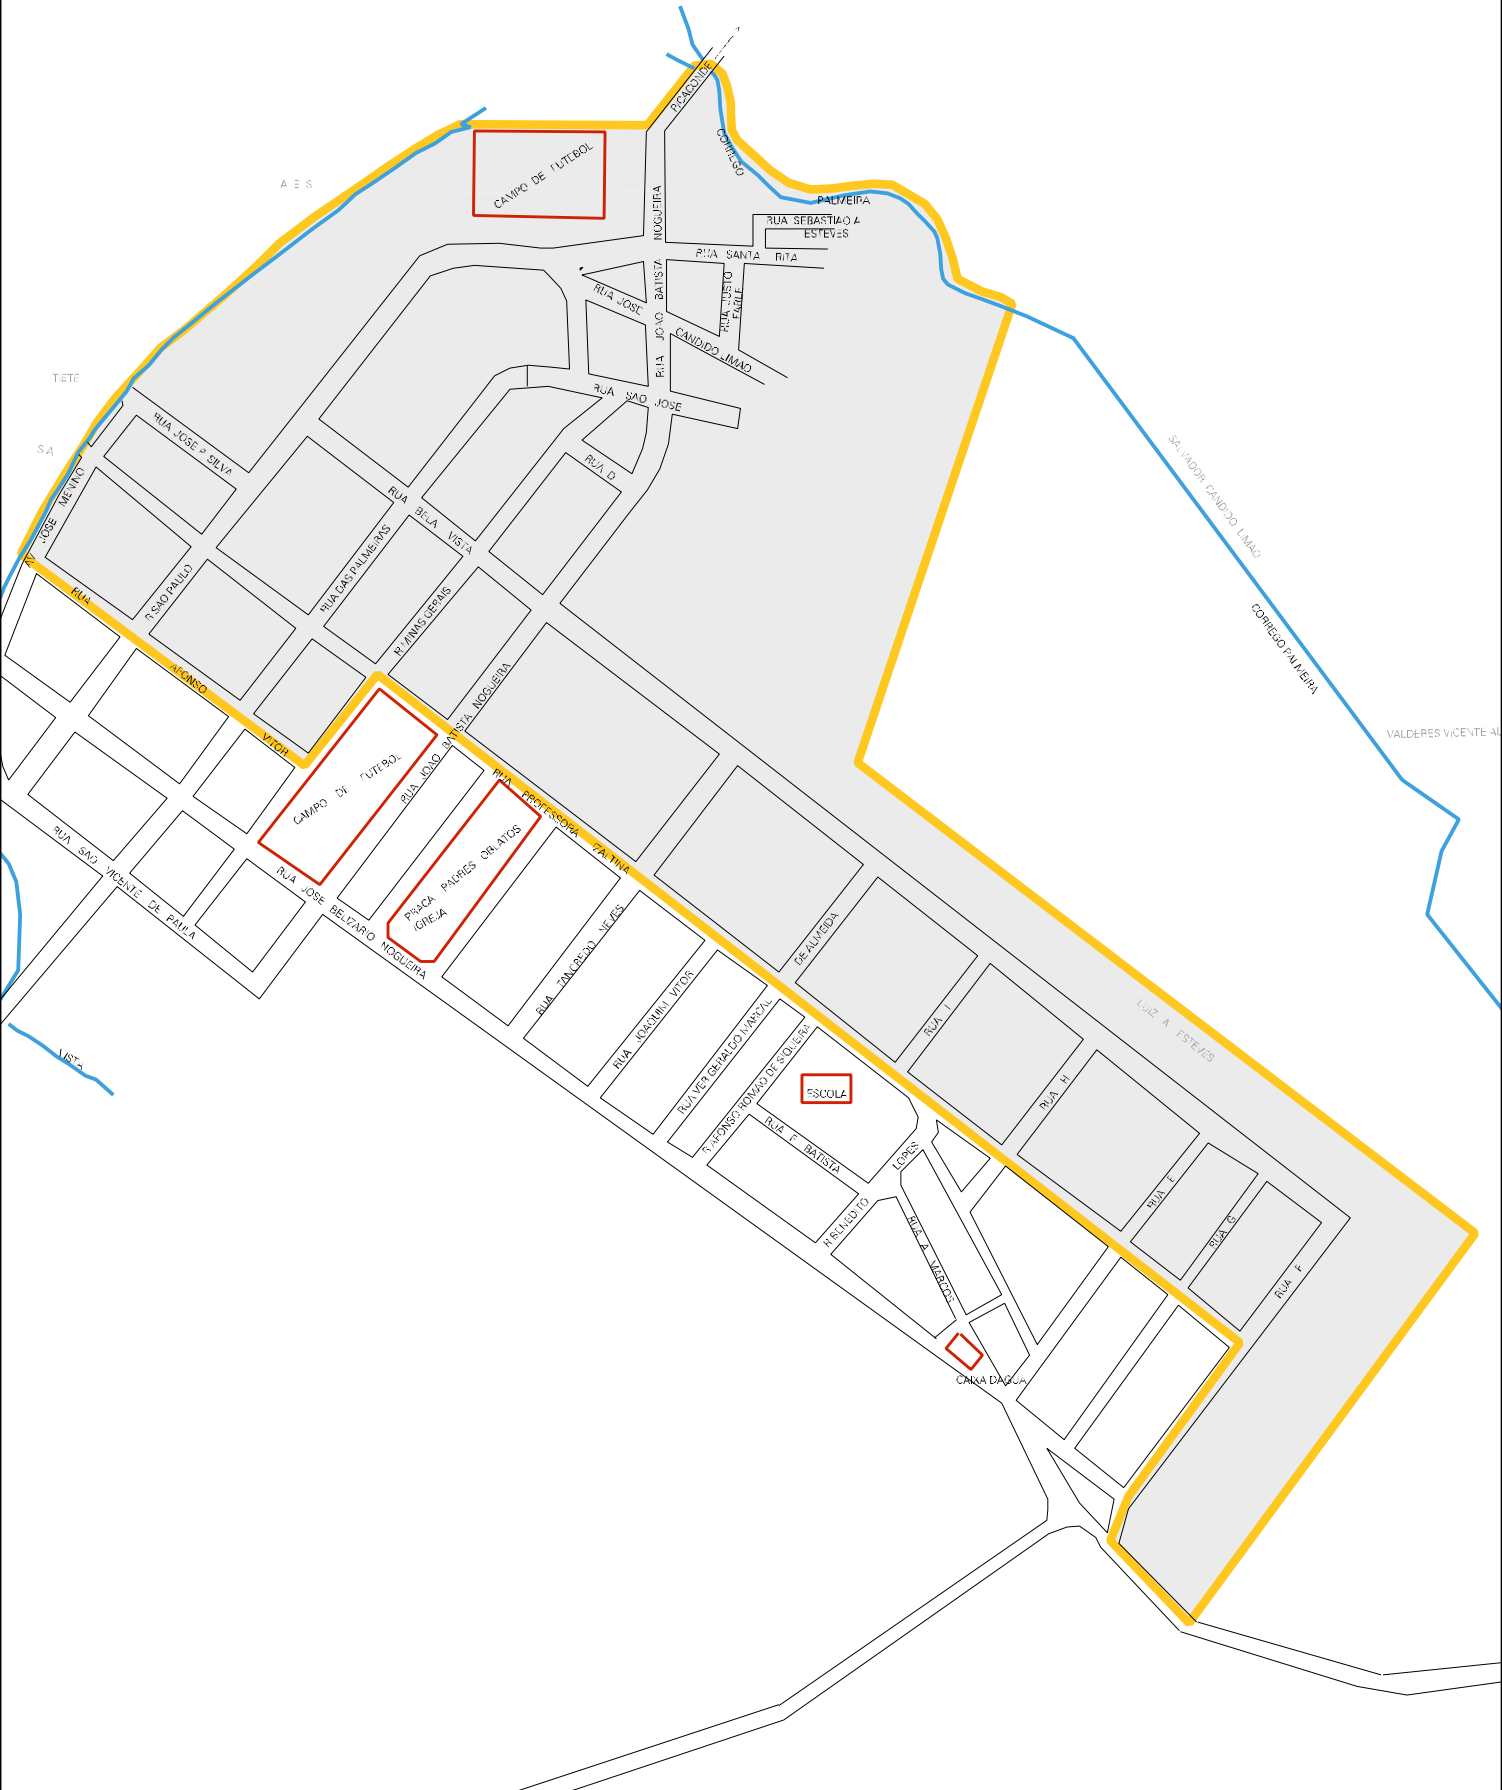 P/CACONDE
CORREGO
CAMPO DE FUTEBOL
A E S
PALMEIRA
RUA SEBASTIAO A
ESTEVES
RUA SANTA RITA
RUA JOAO BATISTA NOGUEIRA
RUA JUSTO
FARLE
RUA JOSE CANDIDO LIMAO
TIETE
RUA SAO JOSE
RUA JOSE P SILVA
S A
RUA D
AV JOSE MENINO
RUA BELA VISTA
SALVADOR CANDIDO LIMAO
RUA DAS PALMEIRAS
R SAO PAULO
R MINAS GERAIS
CORREGO PALMEIRA
RUA AFONSO VITOR
VALDERES VICENTE AL
RUA JOAO BATISTA NOGUEIRA
CAMPO DE FUTEBOL
RUA PROFESSORA IZALTINA
PRACA PADRES OBLATOS
IGREJA
RUA SAO VICENTE DE PAULA
RUA JOSE BELIZARIO NOGUEIRA
RUA TANCREDO NEVES
DE ALMEIDA
RUA JOAQUIM VITOR
RUA I
LUIZ A ESTEVES
RUA VER GERALDO MARCAL
VISTA
R AFONSO ROMAO DE SIQUEIRA
ESCOLA
RUA H
RUA F BATISTA
R BENEDITO LOPES
RUA E
RUA G
RUA A MARCOS
RUA F
CAIXA DAGUA